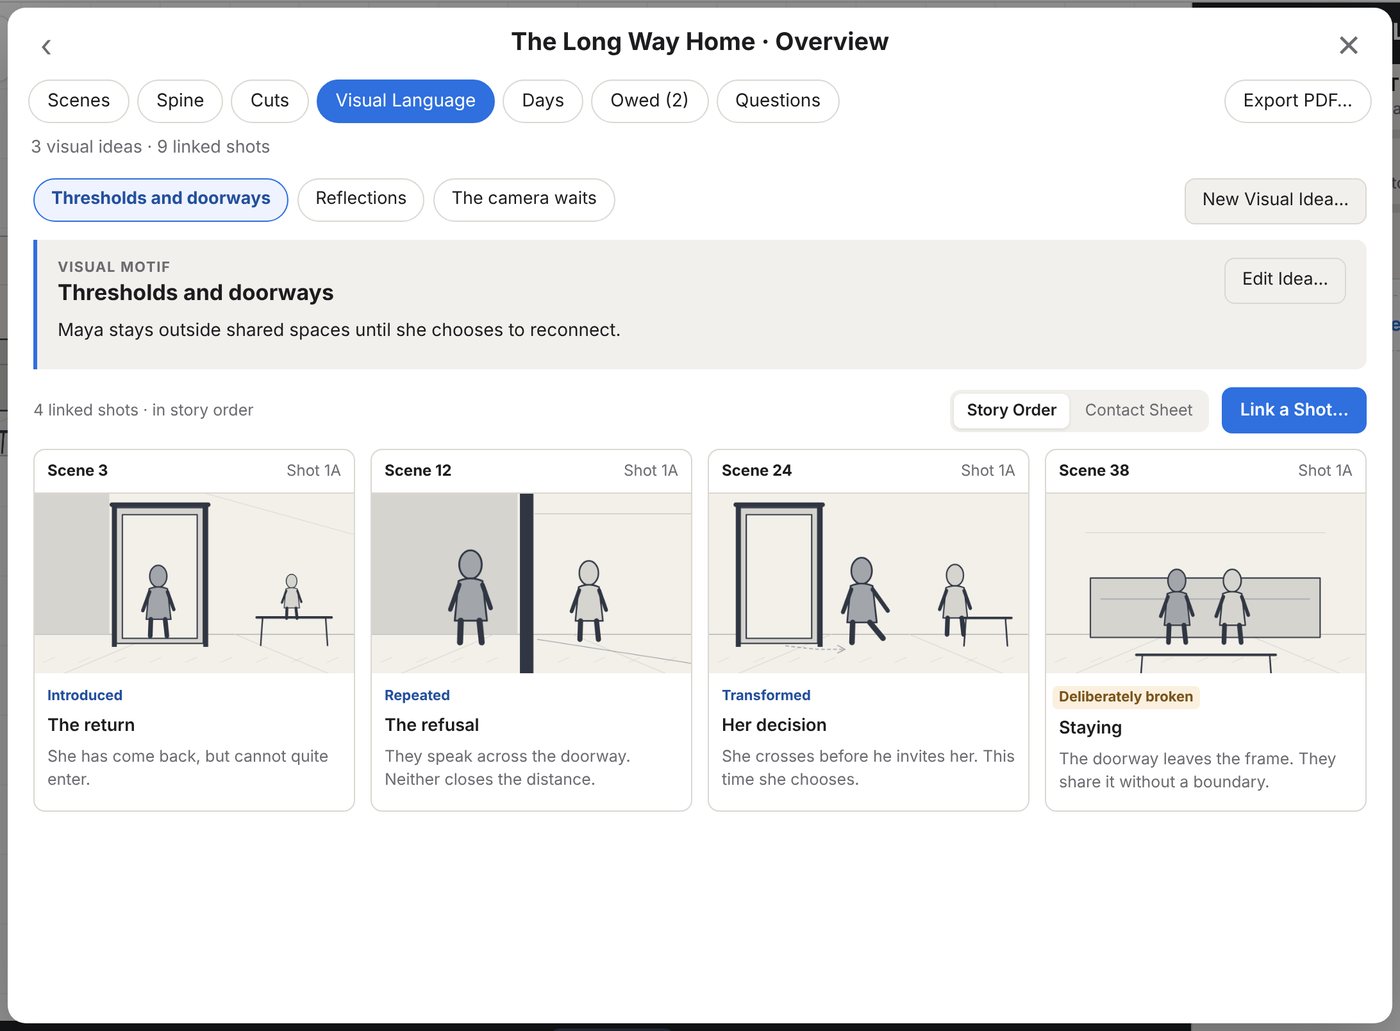 The Long Way Home · Overview
Scenes
Spine
Cuts
Visual Language
Days
Owed (2)
Questions
Export PDF...
3 visual ideas · 9 linked shots
Thresholds and doorways
Reflections
The camera waits
New Visual Idea...
VISUAL MOTIF
Thresholds and doorways
Edit Idea...
Maya stays outside shared spaces until she chooses to reconnect.
4 linked shots · in story order
Story Order
Contact Sheet
Link a Shot...
Scene 3 Shot 1A
Introduced
The return
She has come back, but cannot quite
enter.
Scene 12 Shot 1A
Repeated
The refusal
They speak across the doorway.
Neither closes the distance.
Scene 24 Shot 1A
Transformed
Her decision
She crosses before he invites her. This
time she chooses.
Scene 38 Shot 1A
Deliberately broken
Staying
The doorway leaves the frame. They
share it without a boundary.